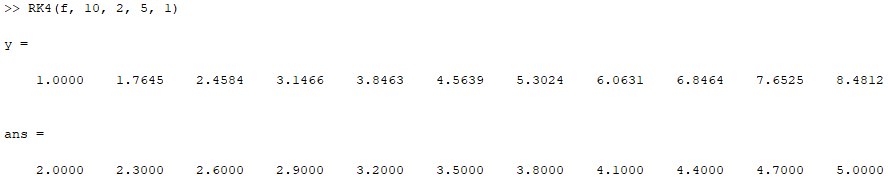 >> RK4(f, 10, 2, 5, 1)
y =
1.0000 1.7645 2.4584 3.1466 3.8463 4.5639 5.3024 6.0631 6.8464 7.6525 8.4812
ans =
2.0000 2.3000 2.6000 2.9000 3.2000 3.5000 3.8000 4.1000 4.4000 4.7000 5.0000